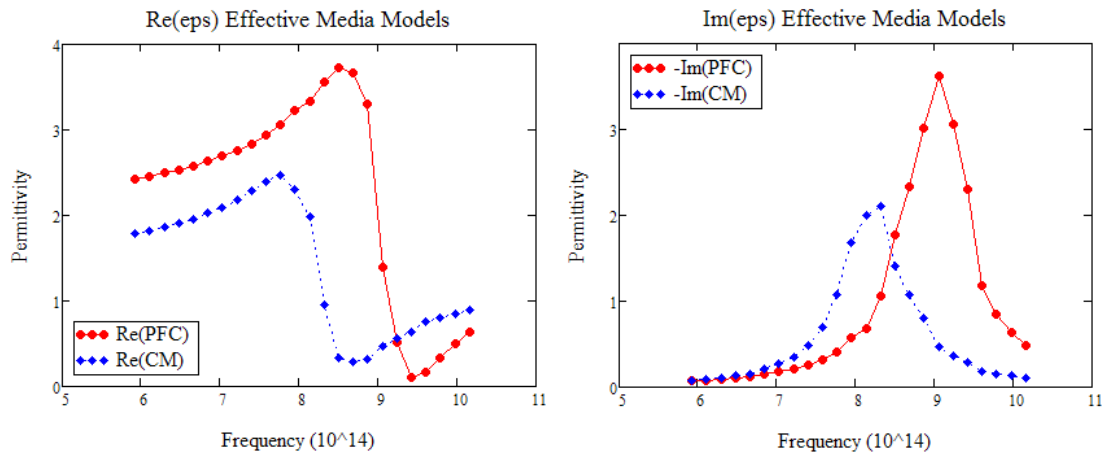 Re(eps) Effective Media Models
4
3
2
1
0
5
6
7
8
9
10
11
Permittivity
Frequency (10^14)
Re(PFC)
Re(CM)
Im(eps) Effective Media Models
4
3
2
1
0
5
6
7
8
9
10
11
Permittivity
Frequency (10^14)
-Im(PFC)
-Im(CM)